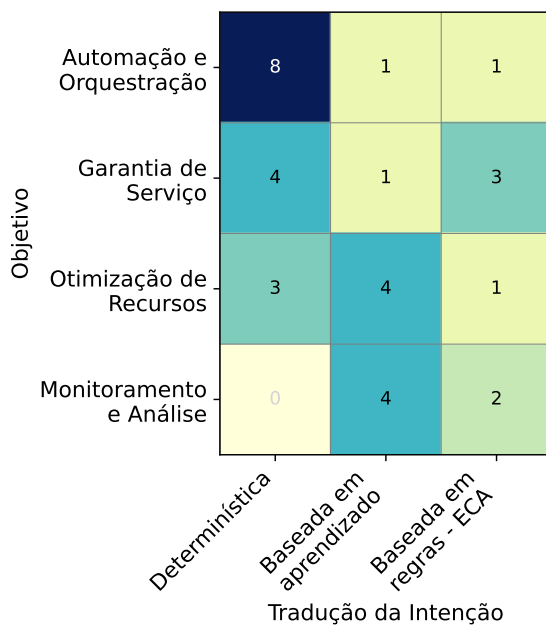 Automação e
Orquestração
8
1
1
Garantia de
Serviço
4
1
3
Otimização de
Recursos
3
4
1
Monitoramento
e Análise
0
4
2
Objetivo
Determinística
Baseada em
aprendizado
Baseada em
regras - ECA
Tradução da Intenção